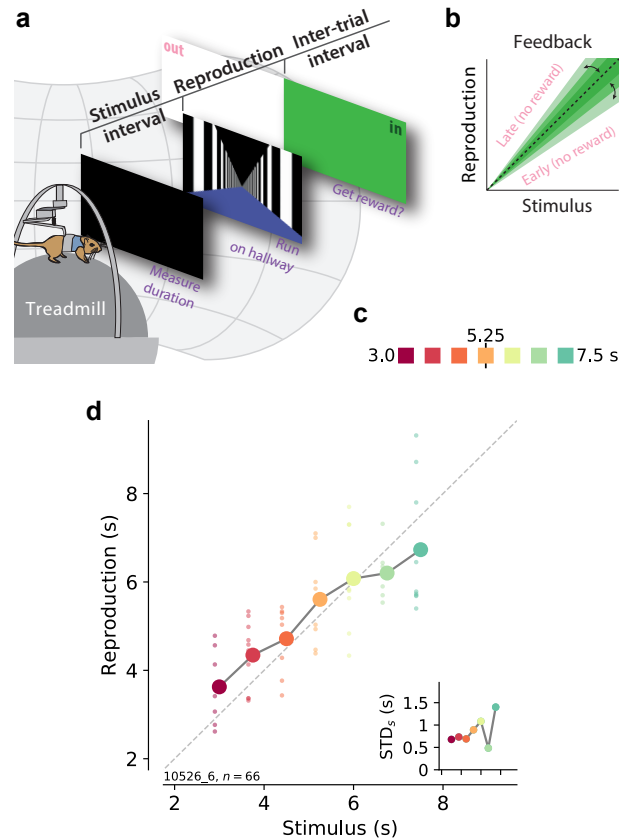 a
out
in
Stimulus
interval
Reproduction
Inter-trial
interval
Measure
duration
Run
on hallway
Get reward?
Treadmill
b
Feedback
Reproduction
Late (no reward)
Early (no reward)
Stimulus
c
5.25
3.0
7.5 s
d
Reproduction (s)
8
6
4
2
10526_6, n = 66
2
4
6
8
Stimulus (s)
STDs (s)
1.5
1
0.5
0